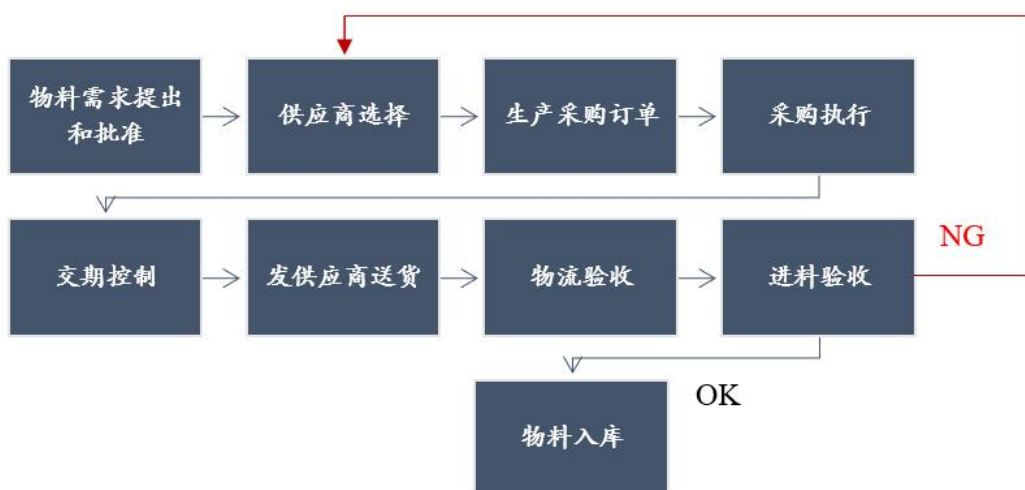 物料需求提出
和批准
供应商选择
生产采购订单
采购执行
交期控制
发供应商送货
物流验收
进料验收
NG
OK
物料入库